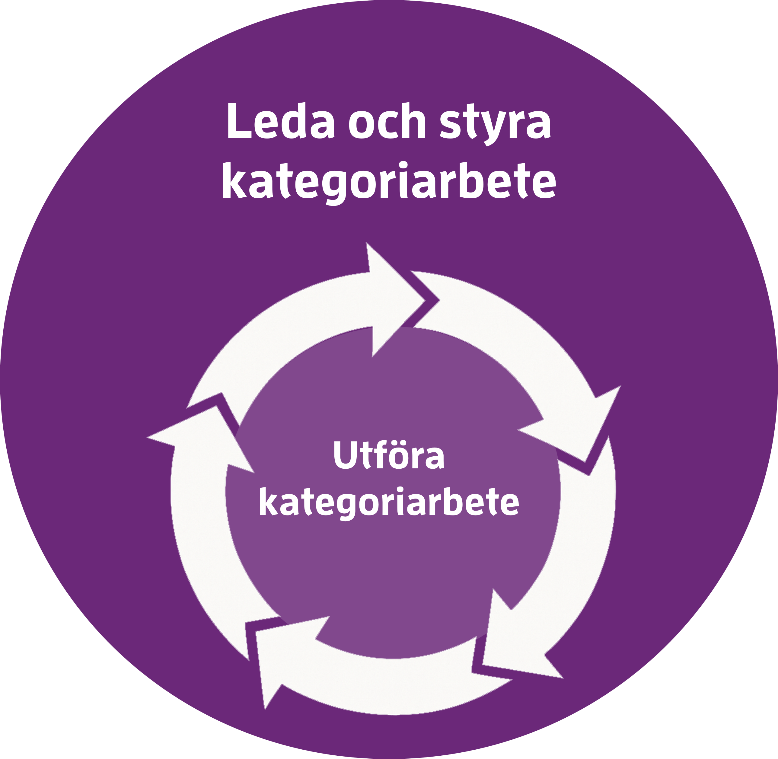 Leda och styra
kategoriarbete
Utföra
kategoriarbete